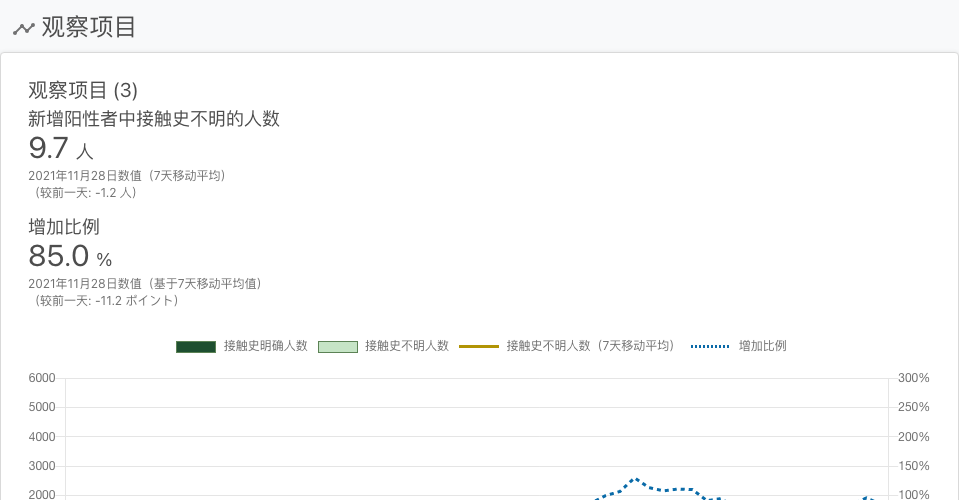 观察项目
观察项目 (3)
新增阳性者中接触史不明的人数
9.7 人
2021年11月28日数值（7天移动平均）
（较前一天: -1.2 人）
增加比例
85.0 %
2021年11月28日数值（基于7天移动平均值）
（较前一天: -11.2 ポイント）
接触史明确人数 接触史不明人数 接触史不明人数（7天移动平均） 增加比例
6000 300%
5000 250%
4000 200%
3000 150%
2000 100%